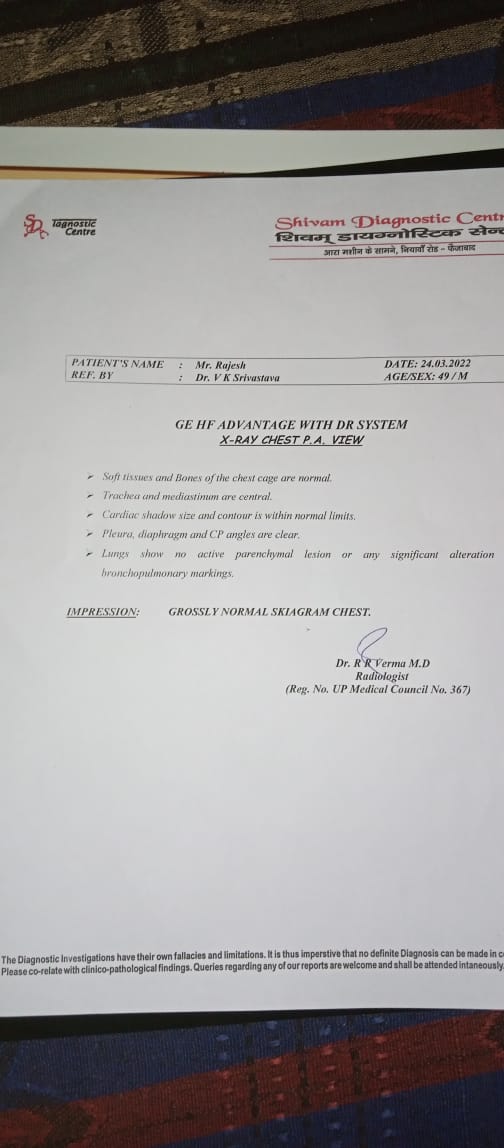 Tagnostic
Centre
Shivam Diagnostic Centr
शिवम् डायग्नोस्टिक सेन्
आरा मशीन के सामने, नियावाँ रोड - फैजाबाद
PATIENT'S NAME : Mr. Rajesh DATE: 24.03.2022
REF. BY : Dr. V K Srivastava AGE/SEX: 49 / M
GE HF ADVANTAGE WITH DR SYSTEM
X-RAY CHEST P.A. VIEW
➢ Soft tissues and Bones of the chest cage are normal.
➢ Trachea and mediastinum are central.
➢ Cardiac shadow size and contour is within normal limits.
➢ Pleura, diaphragm and CP angles are clear.
➢ Lungs show no active parenchymal lesion or any significant alteration
bronchopulmonary markings.
IMPRESSION: GROSSLY NORMAL SKIAGRAM CHEST.
Dr. R R Verma M.D
Radiologist
(Reg. No. UP Medical Council No. 367)
The Diagnostic Investigations have their own fallacies and limitations. It is thus imperstive that no definite Diagnosis can be made in c
Please co-relate with clinico-pathological findings. Queries regarding any of our reports are welcome and shall be attended intaneously